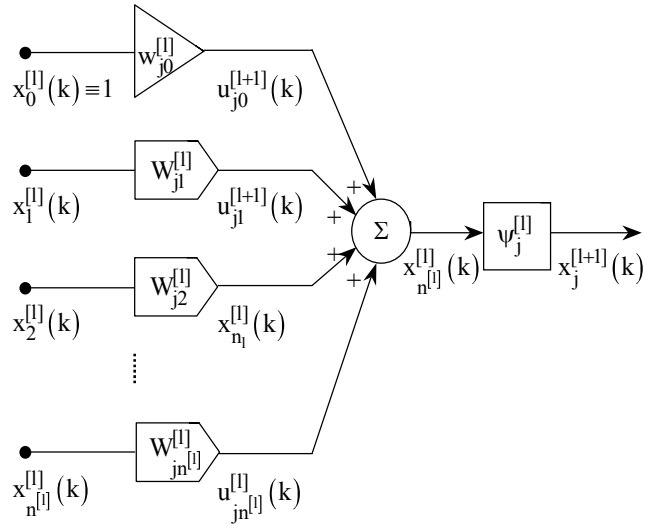 w_{j0}^{[l]}
x_0^{[l]}(k) ≡ 1
u_{j0}^{[l+1]}(k)
W_{j1}^{[l]}
x_1^{[l]}(k)
u_{j1}^{[l+1]}(k)
+
+
+
+
Σ
ψ_j^{[l]}
x_{n^{[l]}}^{[l]}(k)
x_j^{[l+1]}(k)
W_{j2}^{[l]}
x_2^{[l]}(k)
x_{n_l}^{[l]}(k)
......
W_{jn^{[l]}}^{[l]}
x_{n^{[l]}}^{[l]}(k)
u_{jn^{[l]}}^{[l]}(k)